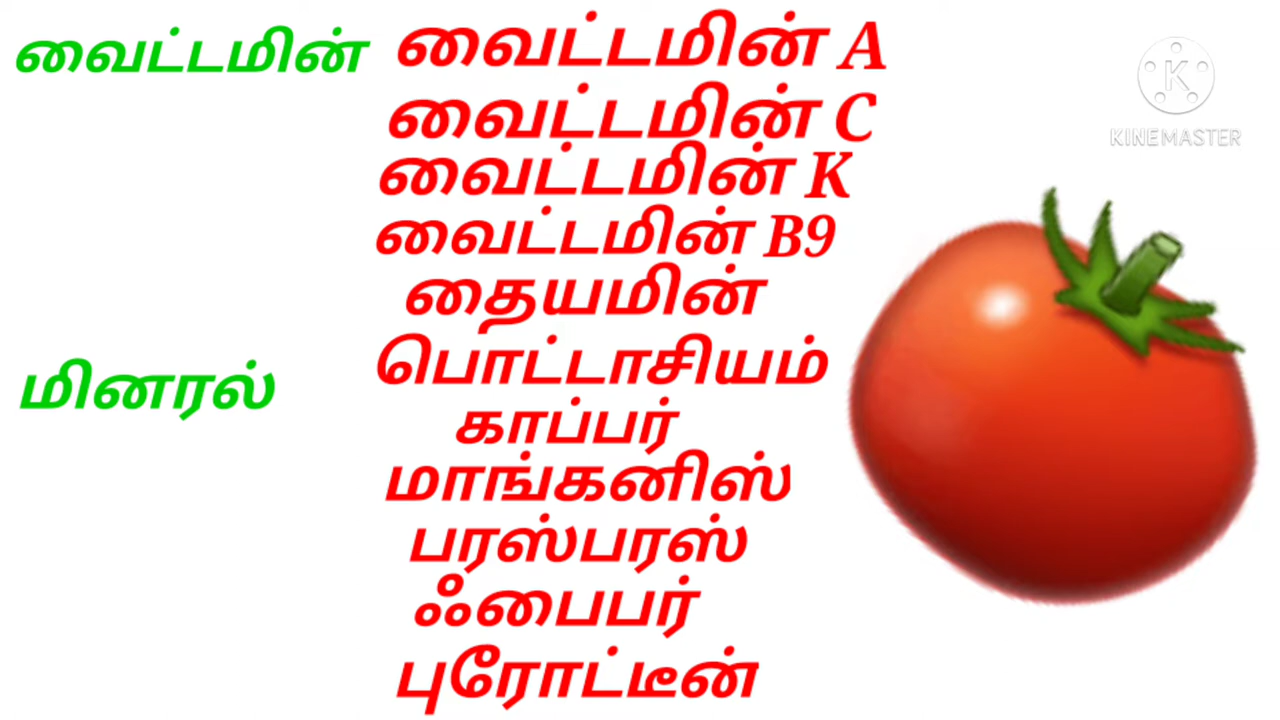 வைட்டமின் வைட்டமின் A
வைட்டமின் C
வைட்டமின் K
வைட்டமின் B9
தையமின்
மினரல் பொட்டாசியம்
காப்பர்
மாங்கனிஸ்
பரஸ்பரஸ்
ஃபைபர்
புரோட்டீன்
K
KINEMASTER